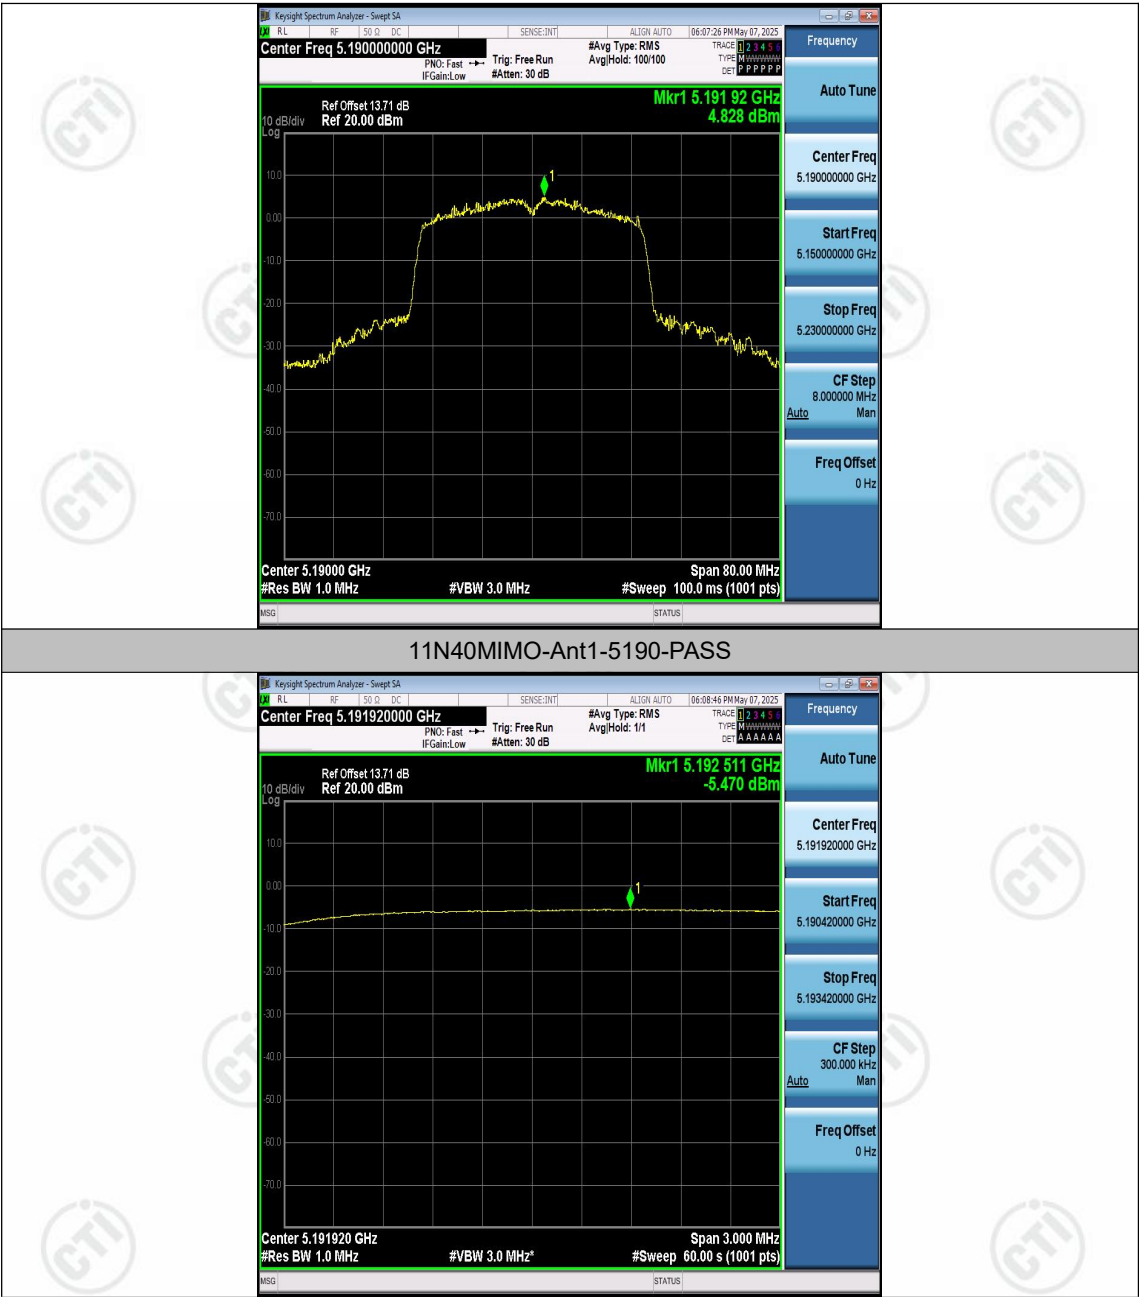 Keysight Spectrum Analyzer - Swept SA
RL RF 50 Ω DC SENSE:INT ALIGN AUTO 06:07:26 PM May 07, 2025
Center Freq 5.190000000 GHz
#Avg Type: RMS
TRACE 1 2 3 4 5 6
PNO: Fast Trig: Free Run Avg|Hold: 100/100
TYPE M
IFGain:Low #Atten: 30 dB
DET P P P P P P
Mkr1 5.191 92 GHz
4.828 dBm
Ref Offset 13.71 dB
10 dB/div Ref 20.00 dBm
Log
10.0
0.00
-10.0
-20.0
-30.0
-40.0
-50.0
-60.0
-70.0
1
Center 5.19000 GHz Span 80.00 MHz
#Res BW 1.0 MHz #VBW 3.0 MHz #Sweep 100.0 ms (1001 pts)
MSG STATUS
Frequency
Auto Tune
Center Freq
5.190000000 GHz
Start Freq
5.150000000 GHz
Stop Freq
5.230000000 GHz
CF Step
8.000000 MHz
Auto Man
Freq Offset
0 Hz
CTI
CTI
CTI
CTI
CTI
CTI
11N40MIMO-Ant1-5190-PASS
Keysight Spectrum Analyzer - Swept SA
RL RF 50 Ω DC SENSE:INT ALIGN AUTO 06:08:46 PM May 07, 2025
Center Freq 5.191920000 GHz
#Avg Type: RMS
TRACE 1 2 3 4 5 6
PNO: Fast Trig: Free Run Avg|Hold: 1/1
TYPE M
IFGain:Low #Atten: 30 dB
DET A A A A A A
Mkr1 5.192 511 GHz
-5.470 dBm
Ref Offset 13.71 dB
10 dB/div Ref 20.00 dBm
Log
10.0
0.00
-10.0
-20.0
-30.0
-40.0
-50.0
-60.0
-70.0
1
Center 5.191920 GHz Span 3.000 MHz
#Res BW 1.0 MHz #VBW 3.0 MHz* #Sweep 60.00 s (1001 pts)
MSG STATUS
Frequency
Auto Tune
Center Freq
5.191920000 GHz
Start Freq
5.190420000 GHz
Stop Freq
5.193420000 GHz
CF Step
300.000 kHz
Auto Man
Freq Offset
0 Hz
CTI
CTI
CTI
CTI
CTI
CTI